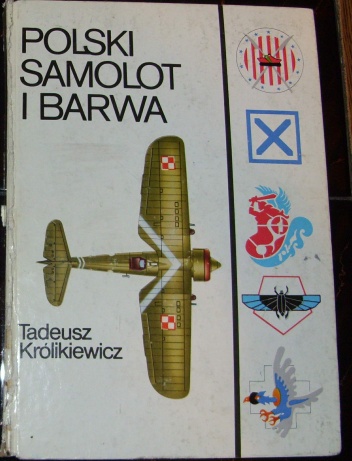 POLSKI
SAMOLOT
I BARWA
Tadeusz
Królikiewicz